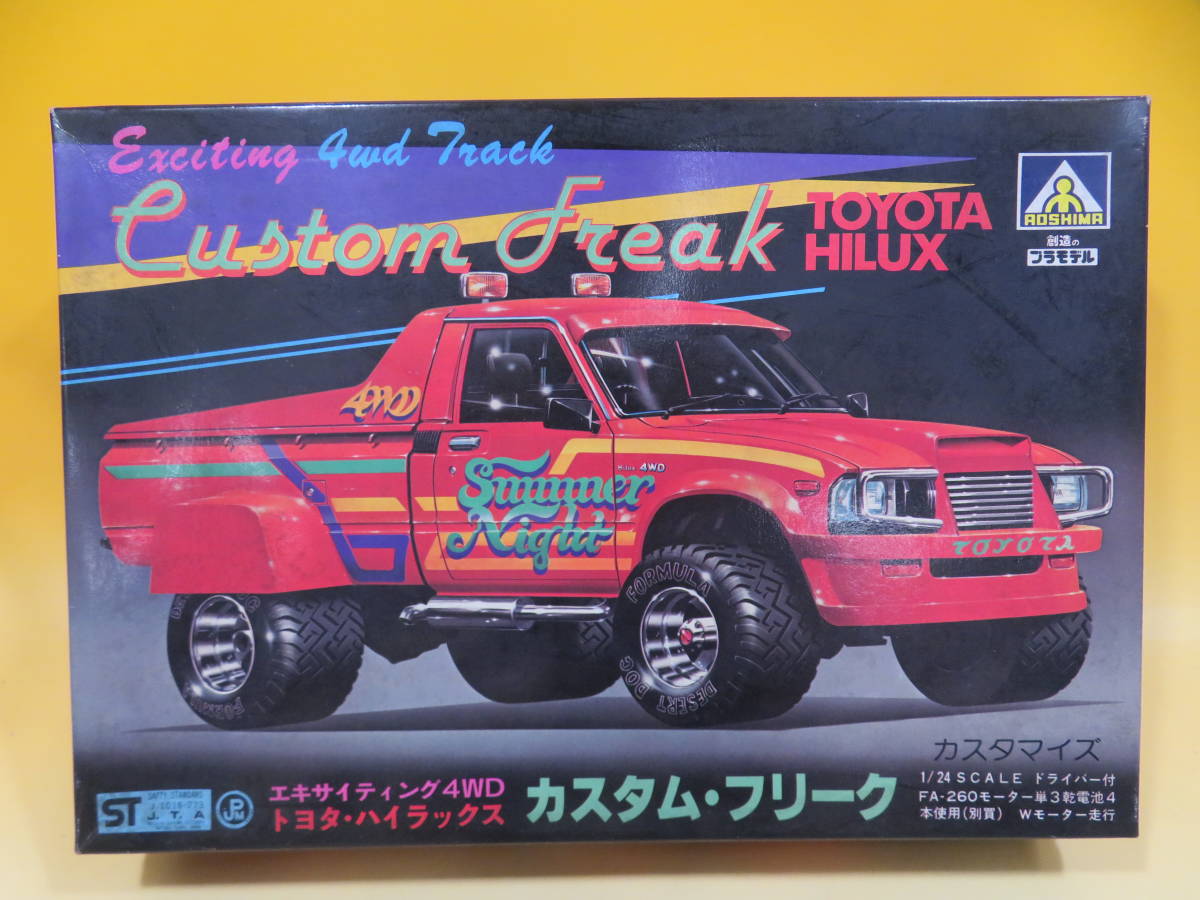 Exciting 4wd Track
Custom Freak
TOYOTA
HILUX
AOSHIMA
創造の
プラモデル
4WD
Hilux 4WD
Summer
Night
TOYOTA
FORMULA
DESERT DOG
カスタマイズ
エキサイティング4WD
トヨタ・ハイラックス
カスタム・フリーク
1/24 SCALE ドライバー付
FA-260モーター単3乾電池4
本使用(別買) Wモーター走行
ST
J.T.A
PJM